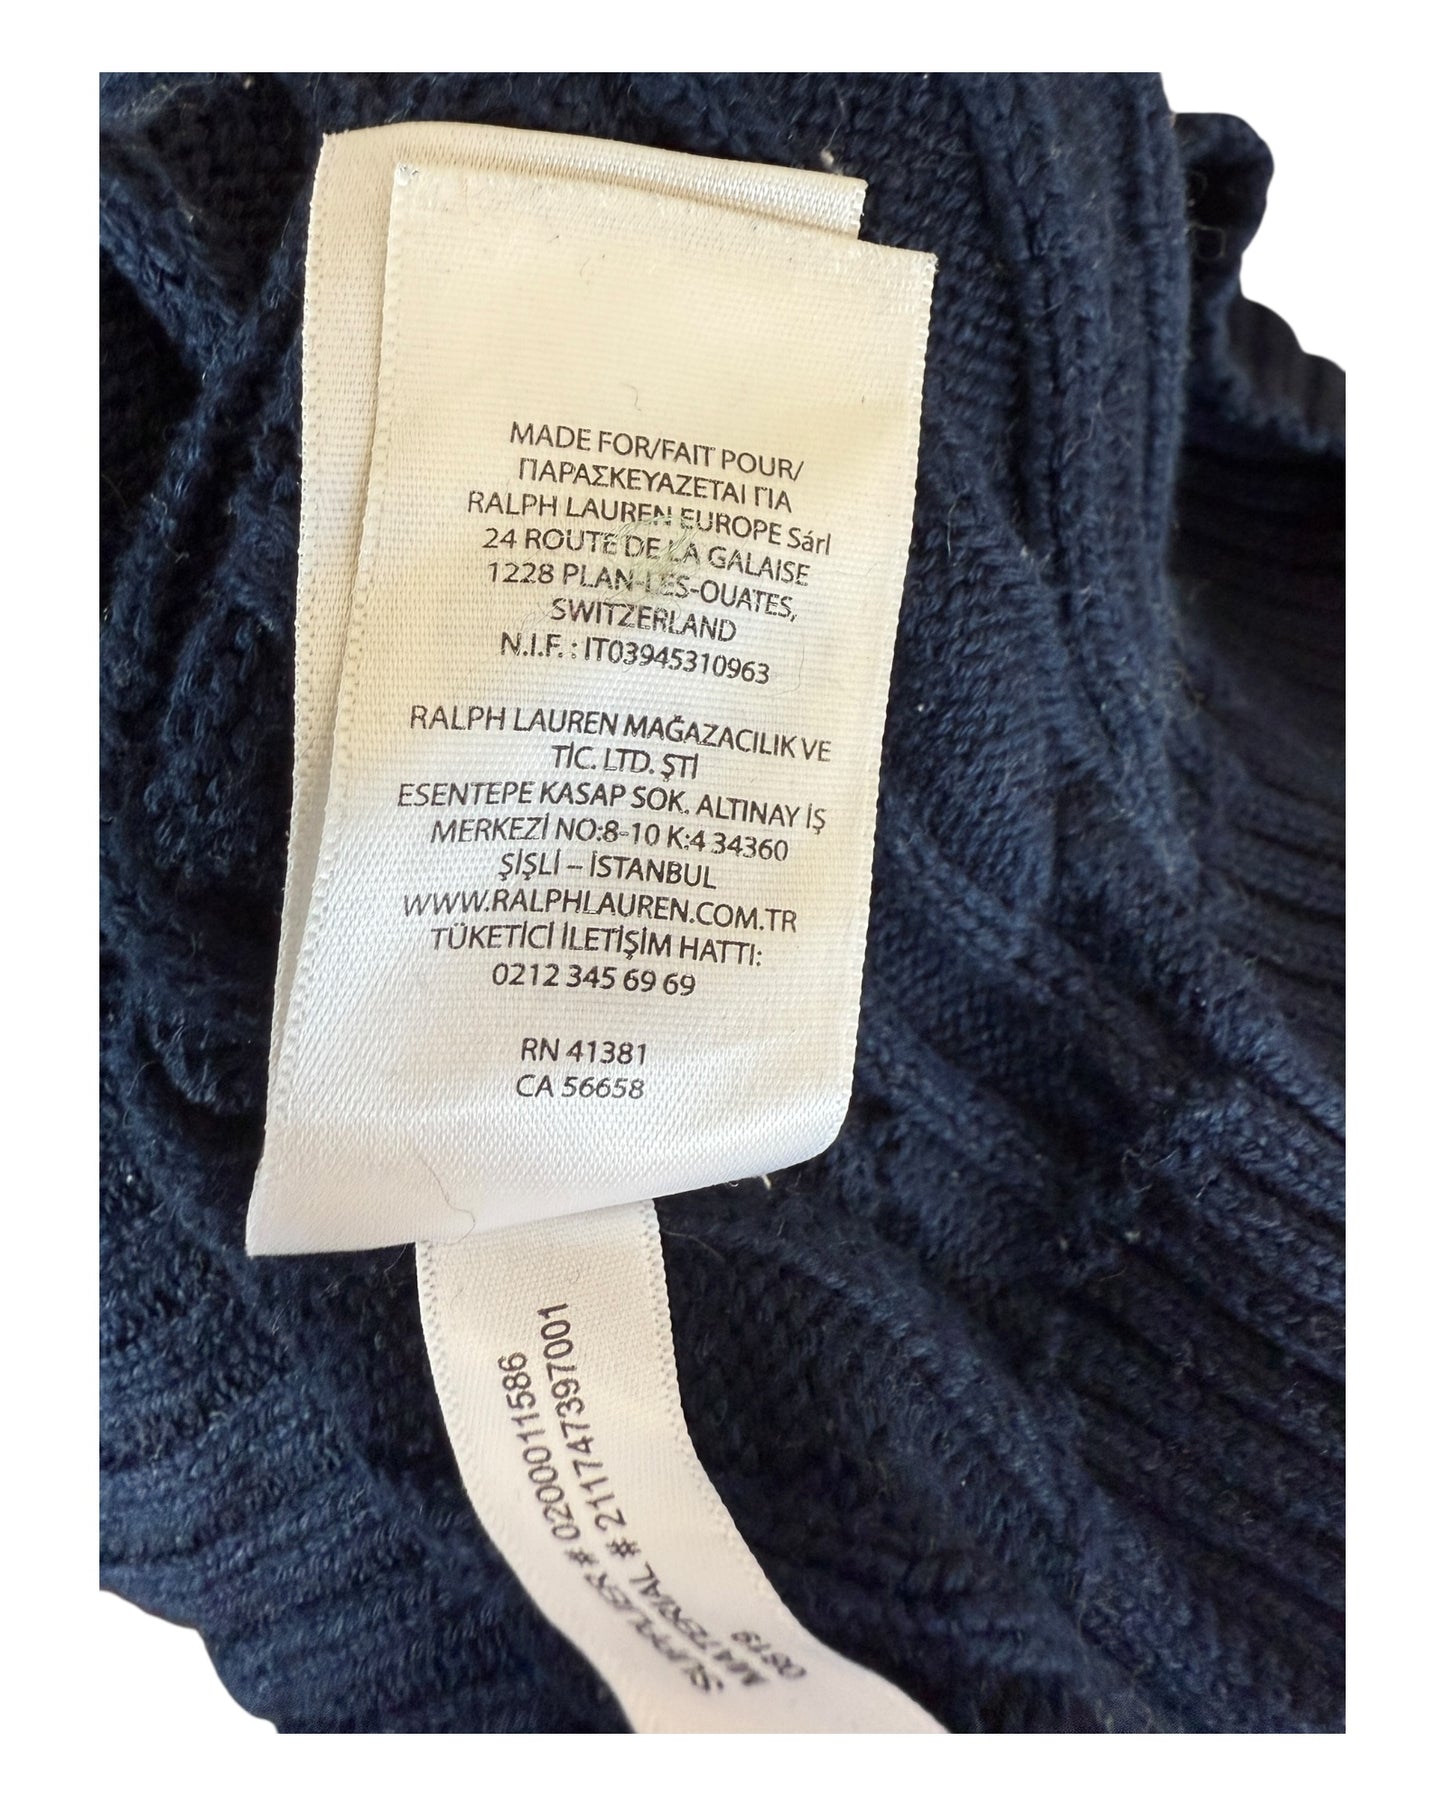 MADE FOR/FAIT POUR/
ΠΑΡΑΣΚΕΥΑΖΕΤΑΙ ΓΙΑ
RALPH LAUREN EUROPE Sárl
24 ROUTE DE LA GALAISE
1228 PLAN-LES-OUATES,
SWITZERLAND
N.I.F. : IT03945310963
RALPH LAUREN MAĞAZACILIK VE
TİC. LTD. ŞTİ
ESENTEPE KASAP SOK. ALTINAY İŞ
MERKEZİ NO:8-10 K:4 34360
ŞİŞLİ – İSTANBUL
WWW.RALPHLAUREN.COM.TR
TÜKETİCİ İLETİŞİM HATTI:
0212 345 69 69
RN 41381
CA 56658
SUPPLIER # 0200011586
MATERIAL # 211747397001
0819